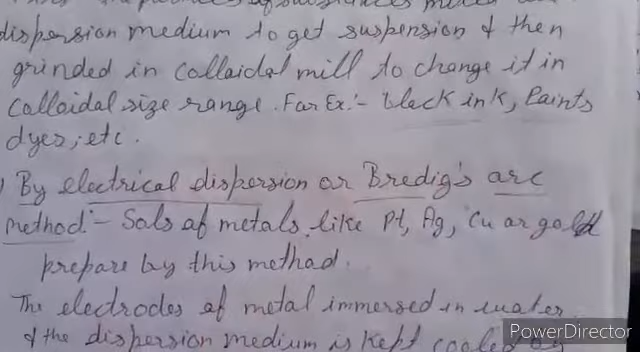 dispersion medium to get suspension & then
grinded in Colloidal mill to change it in
Colloidal size range. For Ex:- black ink, Paints
dyes, etc.
) By electrical dispersion or Bredig's arc
method:- Sols of metals like Pt, Ag, Cu or gold
prepare by this method.
The electrodes of metal immersed in water
& the dispersion medium is kept cooled by
PowerDirector